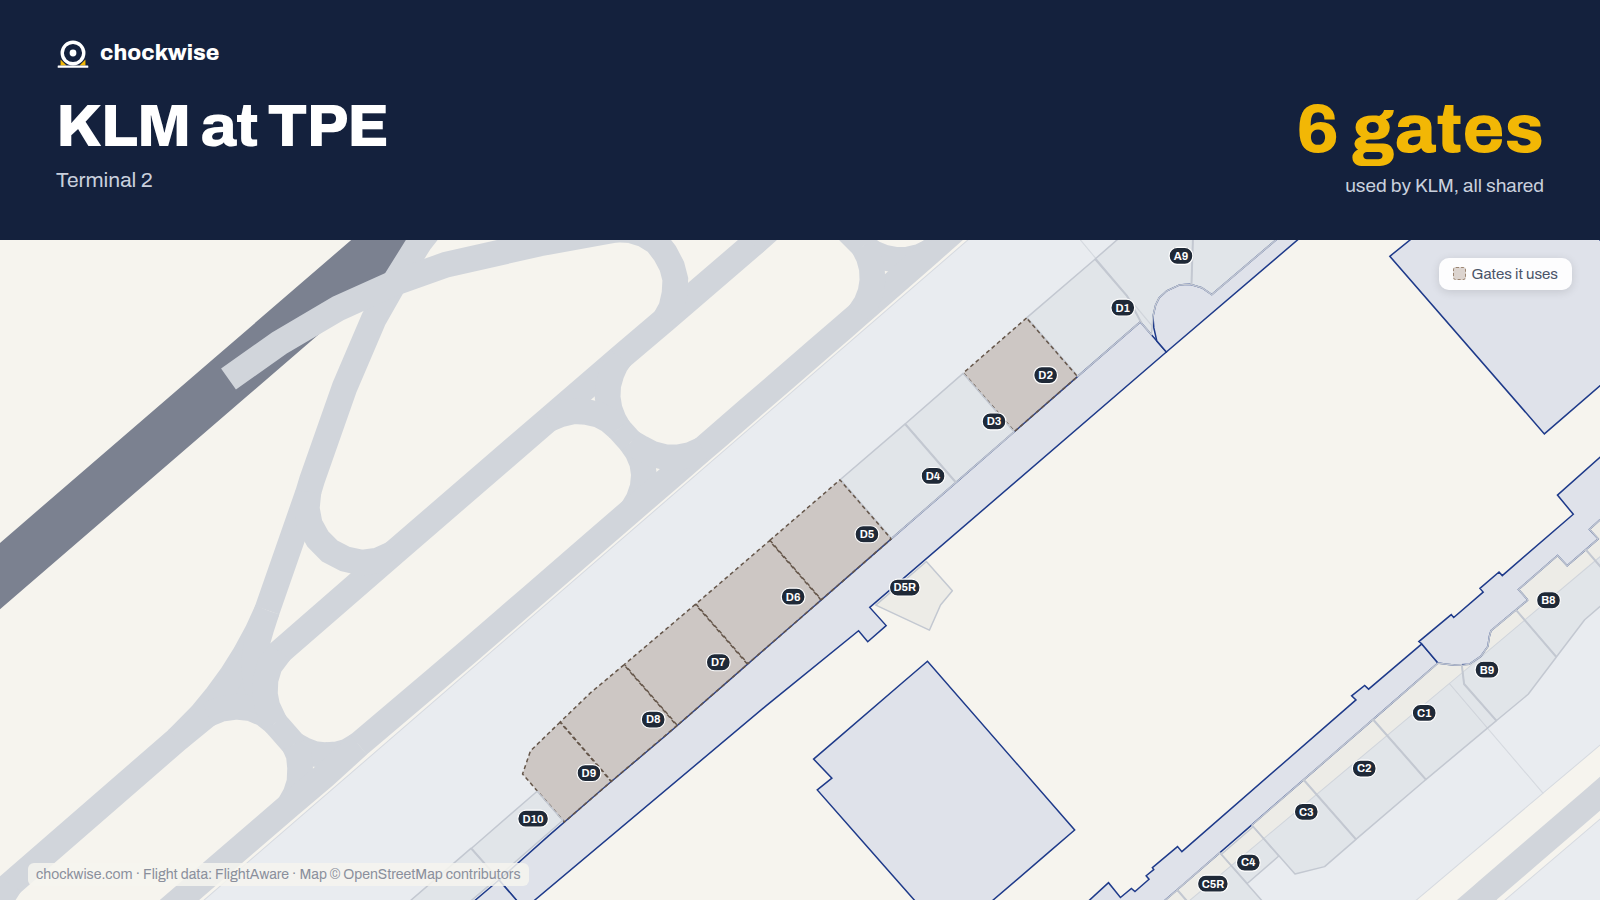 chockwise
KLM at TPE
Terminal 2
6 gates
used by KLM, all shared
Gates it uses
A9
D1
D2
D3
D4
D5
D5R
D6
D7
D8
D9
D10
B8
B9
C1
C2
C3
C4
C5R
chockwise.com · Flight data: FlightAware · Map © OpenStreetMap contributors